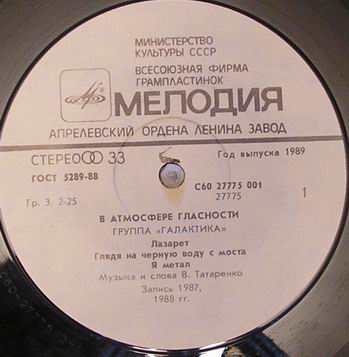 МИНИСТЕРСТВО
КУЛЬТУРЫ СССР
ВСЕСОЮЗНАЯ ФИРМА
ГРАМПЛАСТИНОК
МЕЛОДИЯ
АПРЕЛЕВСКИЙ ОРДЕНА ЛЕНИНА ЗАВОД
СТЕРЕО 33
Год выпуска 1989
ГОСТ 5289-88
С60 27775 001
27775
Гр. 3. 2-25
1
В АТМОСФЕРЕ ГЛАСНОСТИ
ГРУППА «ГАЛАКТИКА»
Лазарет
Глядя на черную воду с моста
Я метал
Музыка и слова В. Татаренко
Запись 1987,
1988 гг.